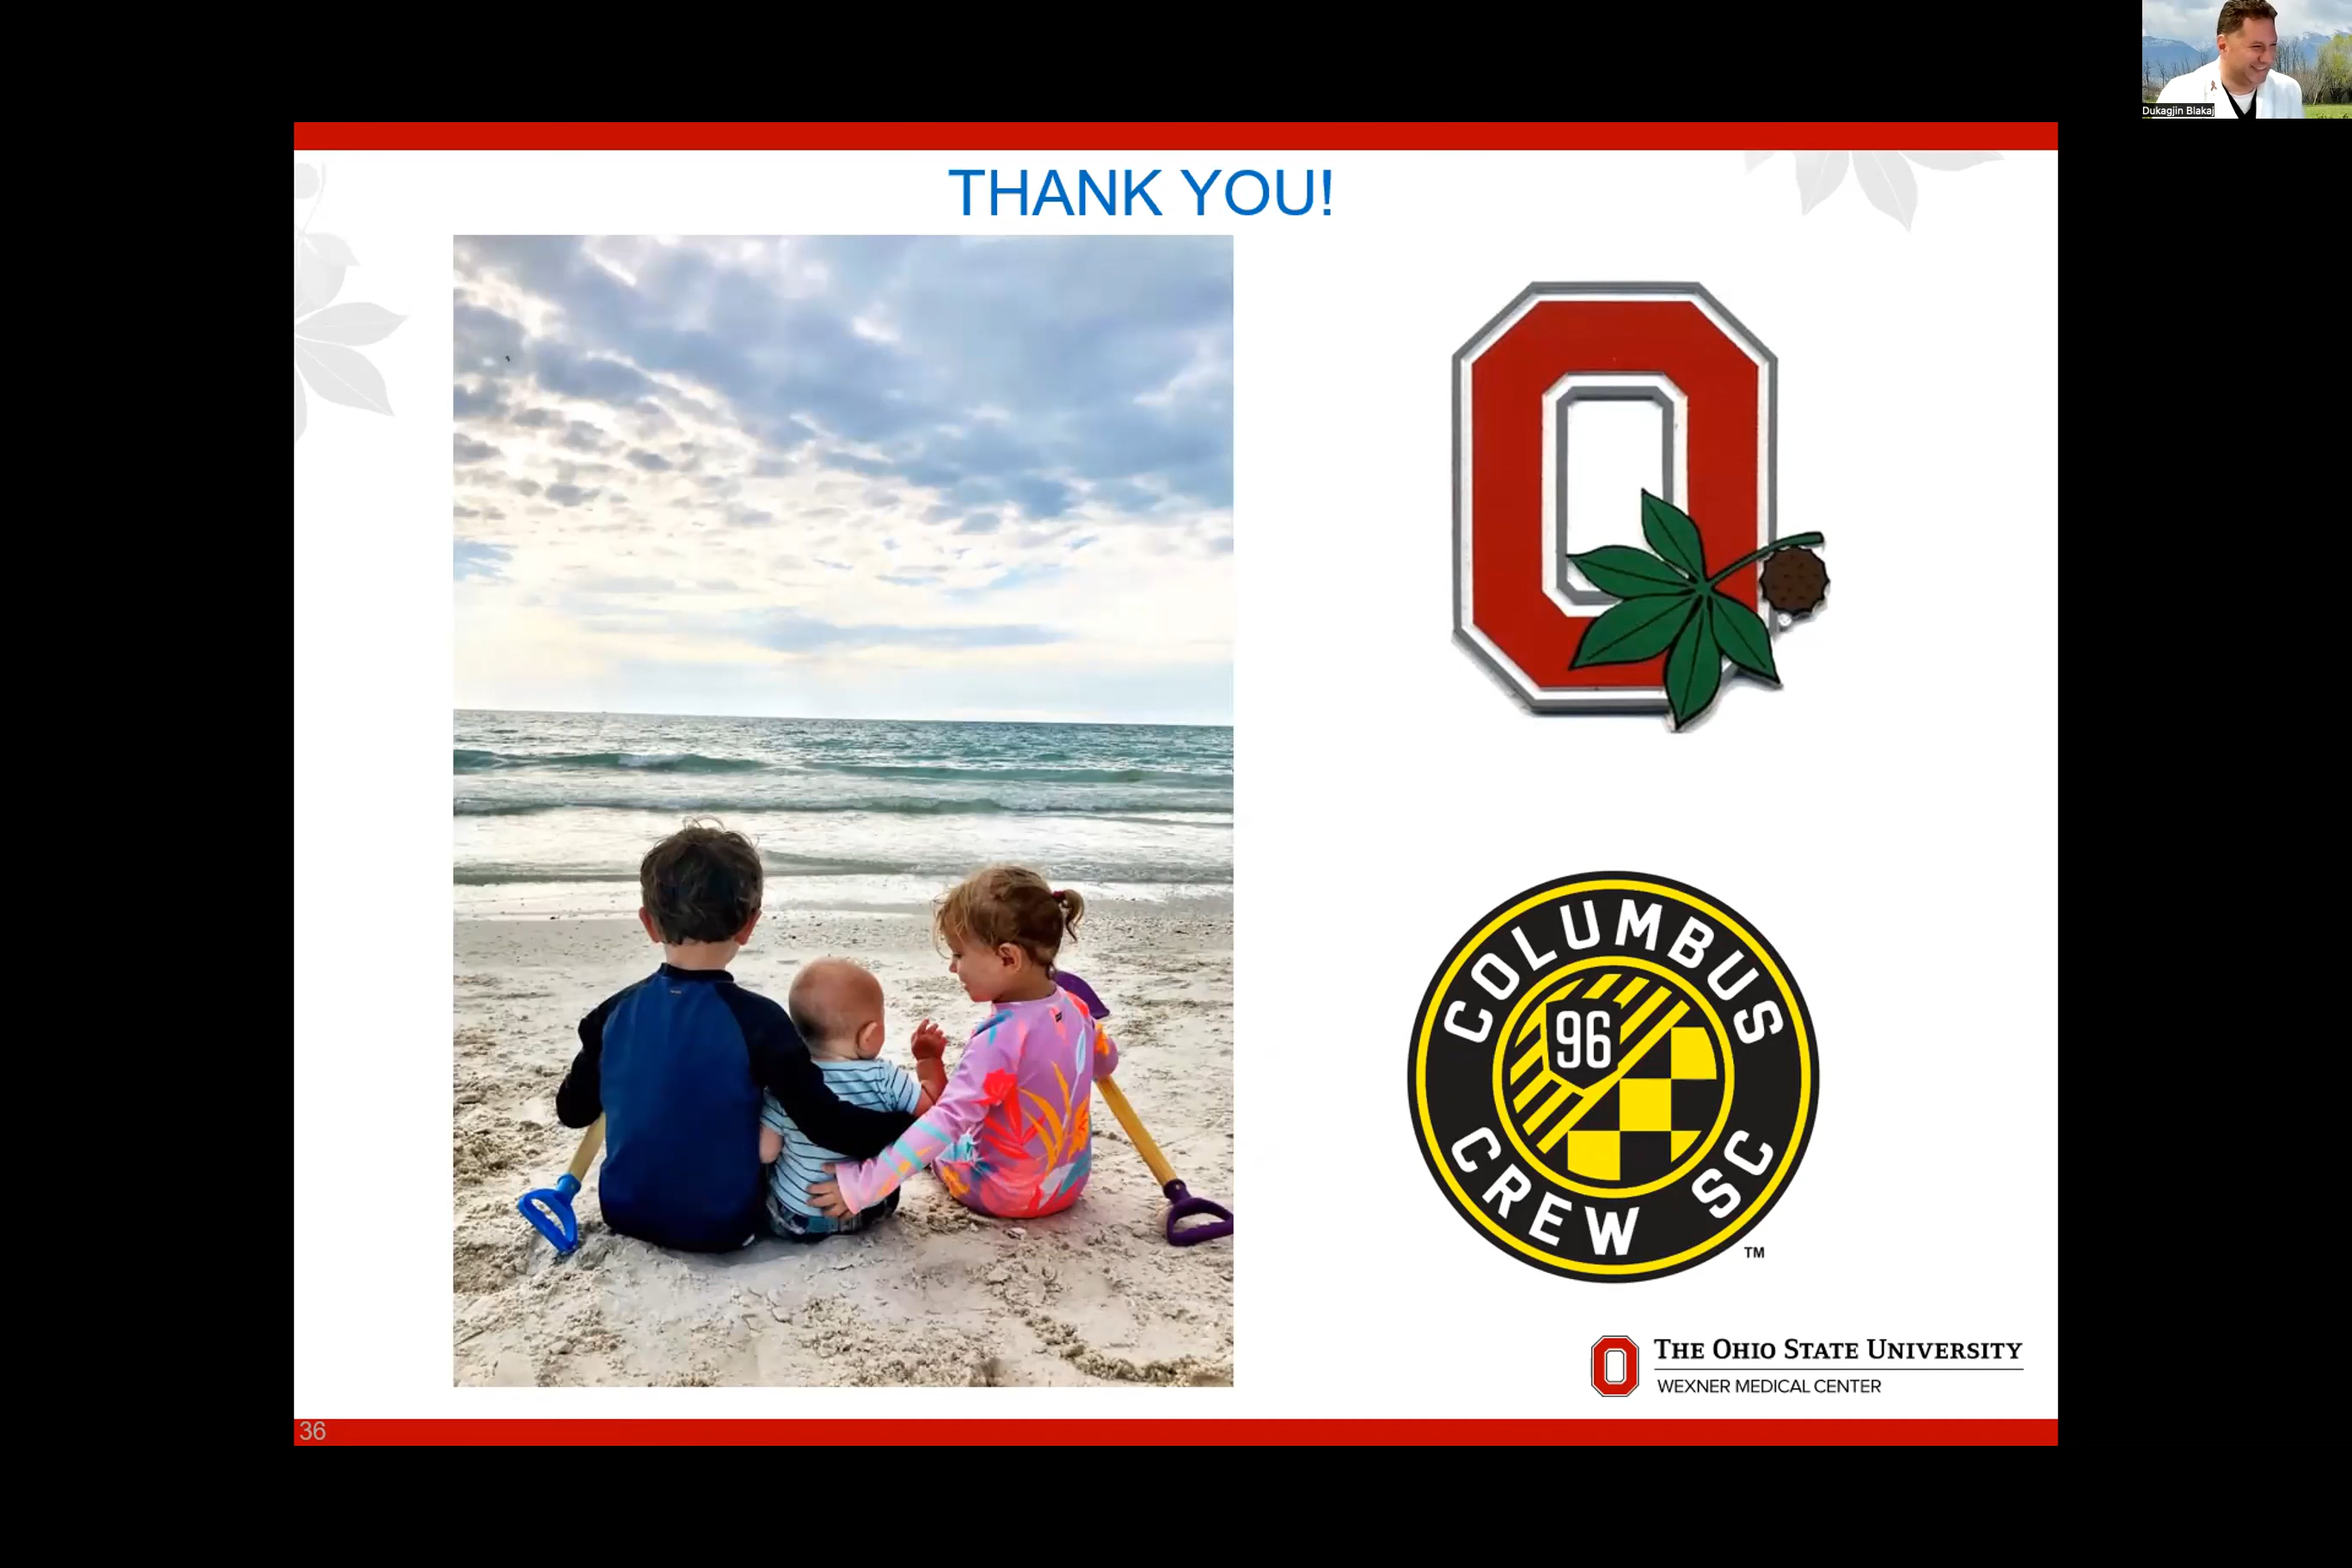 Dukagjin Blakaj
THANK YOU!
COLUMBUS
96
CREW SC
TM
THE OHIO STATE UNIVERSITY
WEXNER MEDICAL CENTER
36